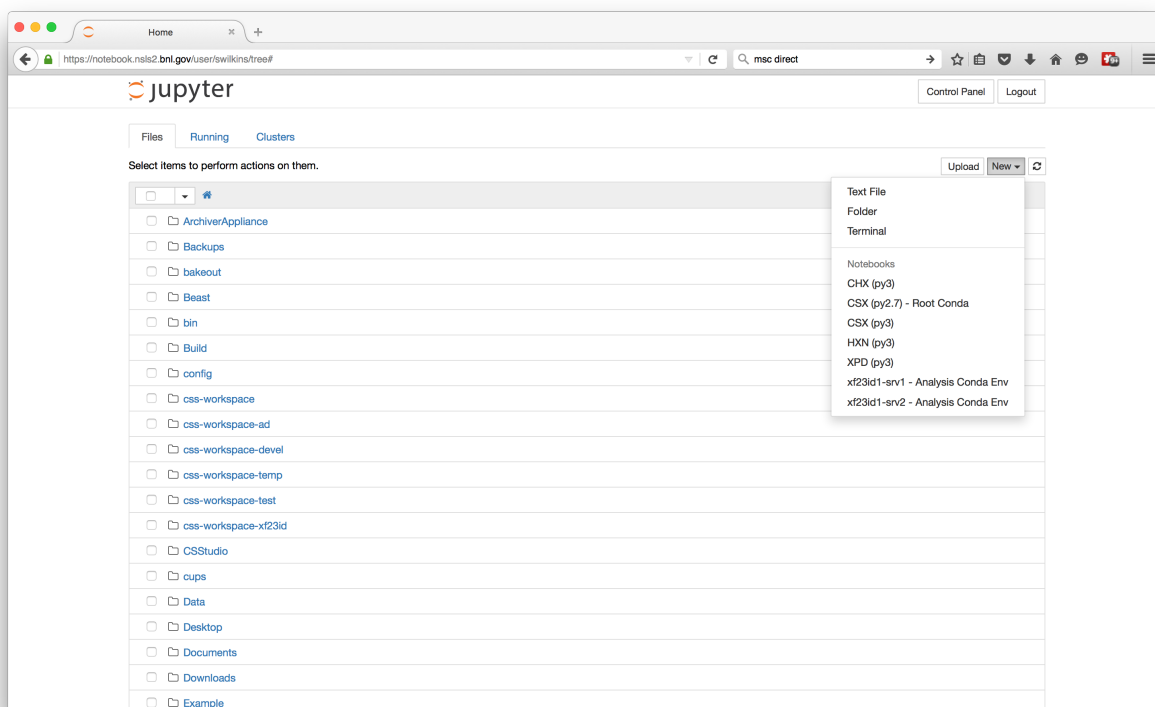 Home
https://notebook.nsls2.bnl.gov/user/swilkins/tree#
msc direct
jupyter
Control Panel
Logout
Files
Running
Clusters
Select items to perform actions on them.
Upload
New
Text File
Folder
Terminal
Notebooks
CHX (py3)
CSX (py2.7) - Root Conda
CSX (py3)
HXN (py3)
XPD (py3)
xf23id1-srv1 - Analysis Conda Env
xf23id1-srv2 - Analysis Conda Env
ArchiverAppliance
Backups
bakeout
Beast
bin
Build
config
css-workspace
css-workspace-ad
css-workspace-devel
css-workspace-temp
css-workspace-test
css-workspace-xf23id
CSStudio
cups
Data
Desktop
Documents
Downloads
Example